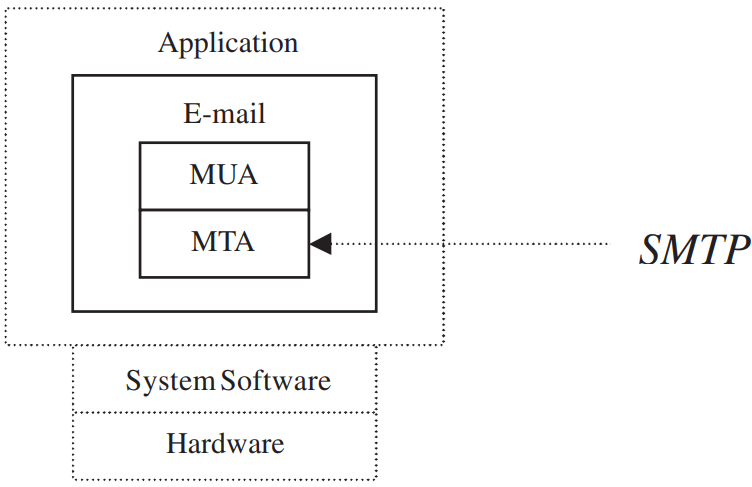 Application
E-mail
MUA
MTA
SMTP
System Software
Hardware